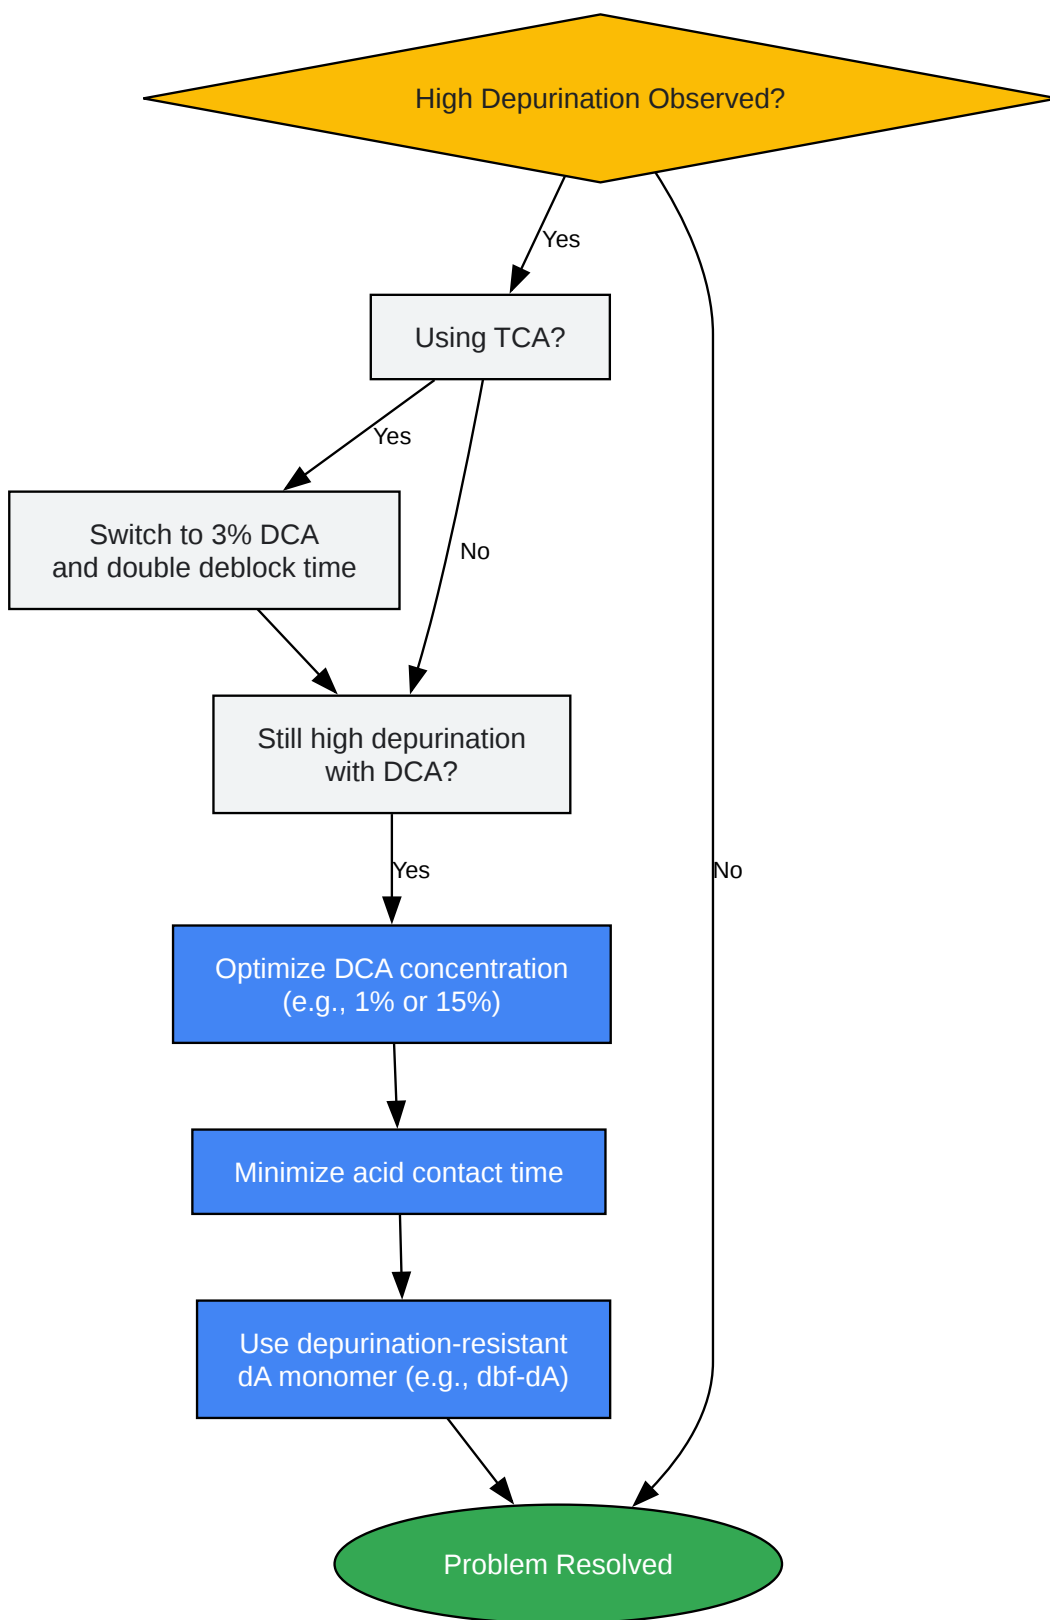 High Depurination Observed?
Yes
Using TCA?
Yes
Switch to 3% DCA
and double deblock time
No
Still high depurination
with DCA?
Yes
No
Optimize DCA concentration
(e.g., 1% or 15%)
Minimize acid contact time
Use depurination-resistant
dA monomer (e.g., dbf-dA)
Problem Resolved